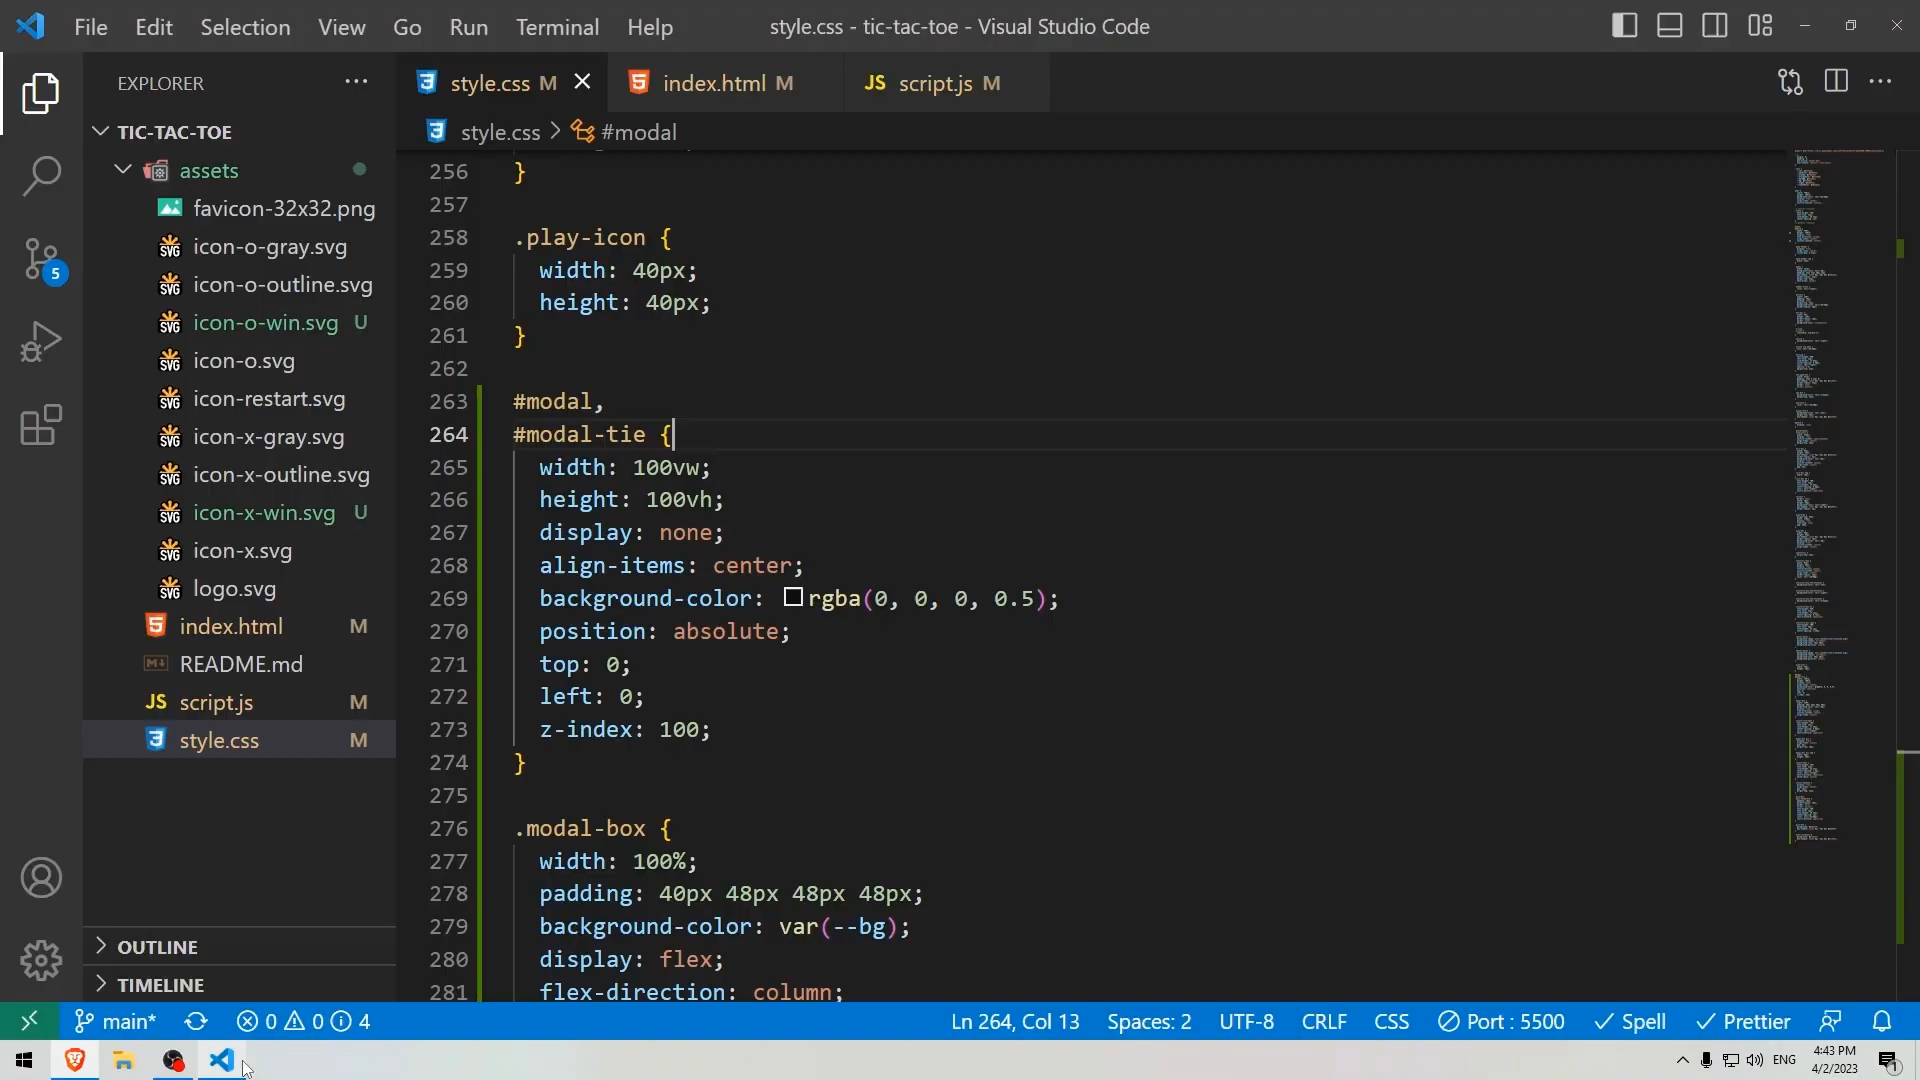 File Edit Selection View Go Run Terminal Help
style.css - tic-tac-toe - Visual Studio Code
EXPLORER
TIC-TAC-TOE
assets
favicon-32x32.png
icon-o-gray.svg
icon-o-outline.svg
icon-o-win.svg U
icon-o.svg
icon-restart.svg
icon-x-gray.svg
icon-x-outline.svg
icon-x-win.svg U
icon-x.svg
logo.svg
index.html M
README.md
JS script.js M
style.css M
OUTLINE
TIMELINE
5
style.css M index.html M JS script.js M
style.css > #modal
256 }
257
258 .play-icon {
259 width: 40px;
260 height: 40px;
261 }
262
263 #modal,
264 #modal-tie {
265 width: 100vw;
266 height: 100vh;
267 display: none;
268 align-items: center;
269 background-color: rgba(0, 0, 0, 0.5);
270 position: absolute;
271 top: 0;
272 left: 0;
273 z-index: 100;
274 }
275
276 .modal-box {
277 width: 100%;
278 padding: 40px 48px 48px 48px;
279 background-color: var(--bg);
280 display: flex;
281 flex-direction: column;
main* 0 0 4 Ln 264, Col 13 Spaces: 2 UTF-8 CRLF CSS Port : 5500 Spell Prettier
ENG
4:43 PM
4/2/2023
1